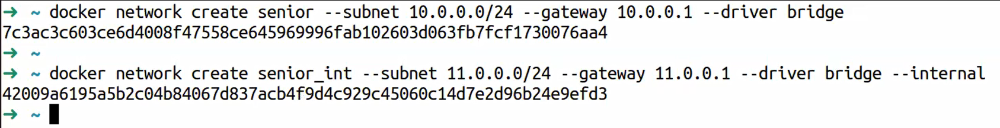 ➜ ~ docker network create senior --subnet 10.0.0.0/24 --gateway 10.0.0.1 --driver bridge
7c3ac3c603ce6d4008f47558ce645969996fab102603d063fb7fcf1730076aa4
➜ ~
➜ ~ docker network create senior_int --subnet 11.0.0.0/24 --gateway 11.0.0.1 --driver bridge --internal
42009a6195a5b2c04b84067d837acb4f9d4c929c45060c14d7e2d96b24e9efd3
➜ ~